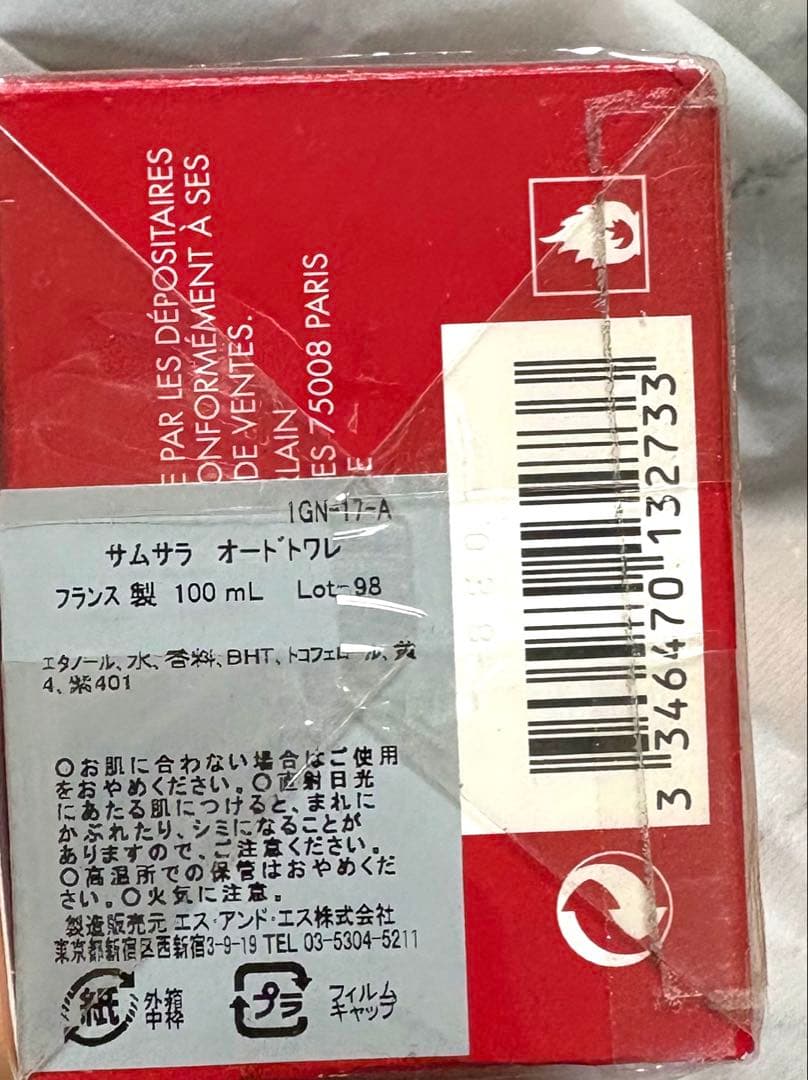 E PAR LES DÉPOSITAIRES
ONFORMÉMENT À SES
DE VENTES.
RLAIN
ES 75008 PARIS
E
3 346470 132733
1GN-17-A
サムサラ オードトワレ
フランス製 100 mL Lot-98
エタノール、水、香料、BHT、トコフェロール、黄
4、紫401
○お肌に合わない場合はご使用
をおやめください。○直射日光
にあたる肌につけると、まれに
かぶれたり、シミになることが
ありますので、ご注意ください。
○高温所での保管はおやめくだ
さい。○火気に注意。
製造販売元 エス・アンド・エス株式会社
東京都新宿区西新宿3-9-19 TEL 03-5304-5211
紙 外箱
中枠
プラ フィルム
キャップ